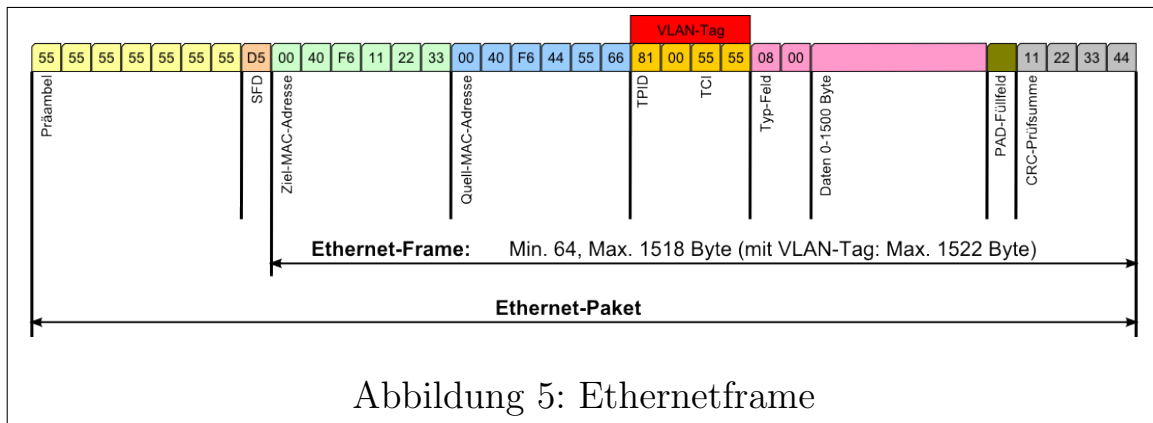 VLAN-Tag
55 55 55 55 55 55 55 D5 00 40 F6 11 22 33 00 40 F6 44 55 66 81 00 55 55 08 00 11 22 33 44
Präambel
SFD
Ziel-MAC-Adresse
Quell-MAC-Adresse
TPID
TCI
Typ-Feld
Daten 0-1500 Byte
PAD-Füllfeld
CRC-Prüfsumme
Ethernet-Frame: Min. 64, Max. 1518 Byte (mit VLAN-Tag: Max. 1522 Byte)
Ethernet-Paket
Abbildung 5: Ethernetframe